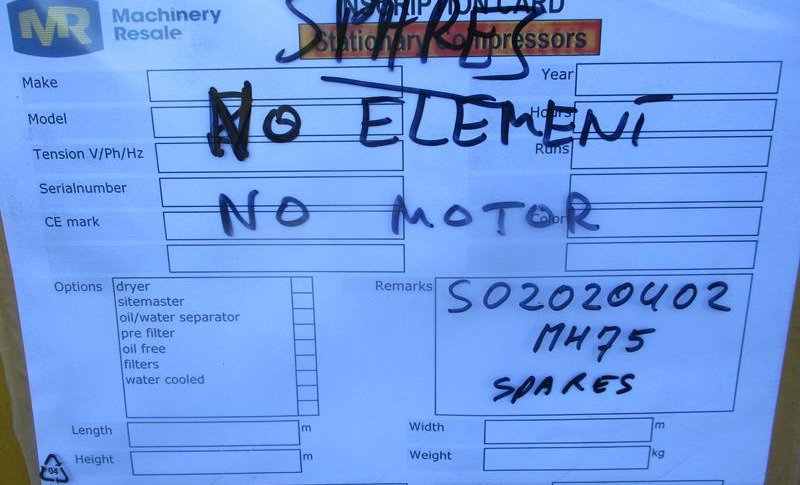 MR Machinery Resale
INSCRIPTION CARD
SPARES
Stationary Compressors
Make
Year
Model
Hours
NO ELEMENT
Tension V/Ph/Hz
Runs
Serialnumber
NO MOTOR
CE mark
Color
Options
dryer
sitemaster
oil/water separator
pre filter
oil free
filters
water cooled
Remarks
S02020402
MH75
SPARES
Length m
Width m
Height m
Weight kg
04